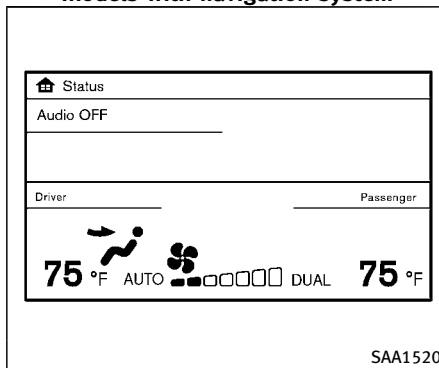 models with navigation system
Status
Audio OFF
Driver Passenger
75 °F AUTO DUAL 75 °F
SAA1520